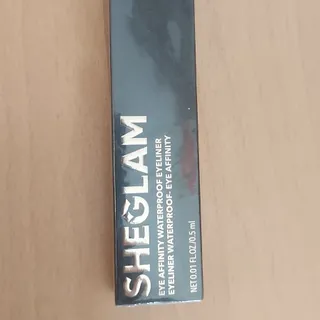 SHEGLAM
EYE AFFINITY WATERPROOF EYELINER
EYELINER WATERPROOF- EYE AFFINITY
NET 0.01 FL.OZ./0.5 ml